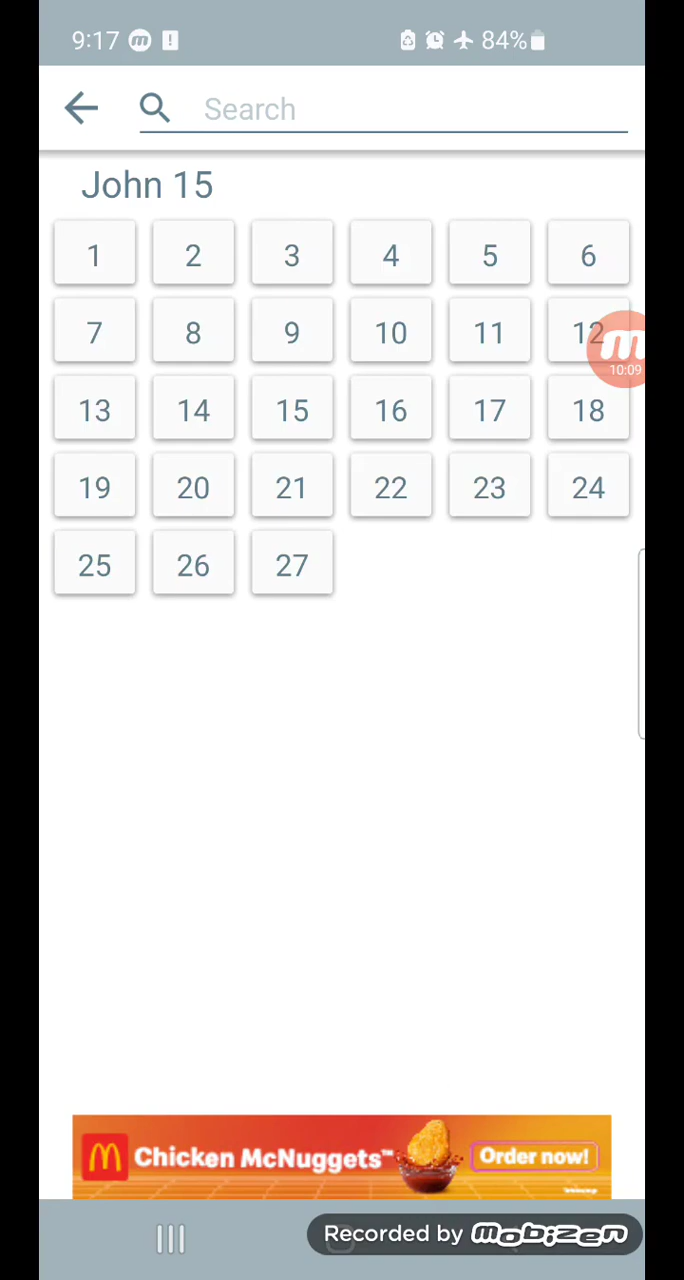 9:17 84%
Search
John 15
1 2 3 4 5 6
7 8 9 10 11 12
10:09
13 14 15 16 17 18
19 20 21 22 23 24
25 26 27
Chicken McNuggets™ Order now!
Recorded by mobizen